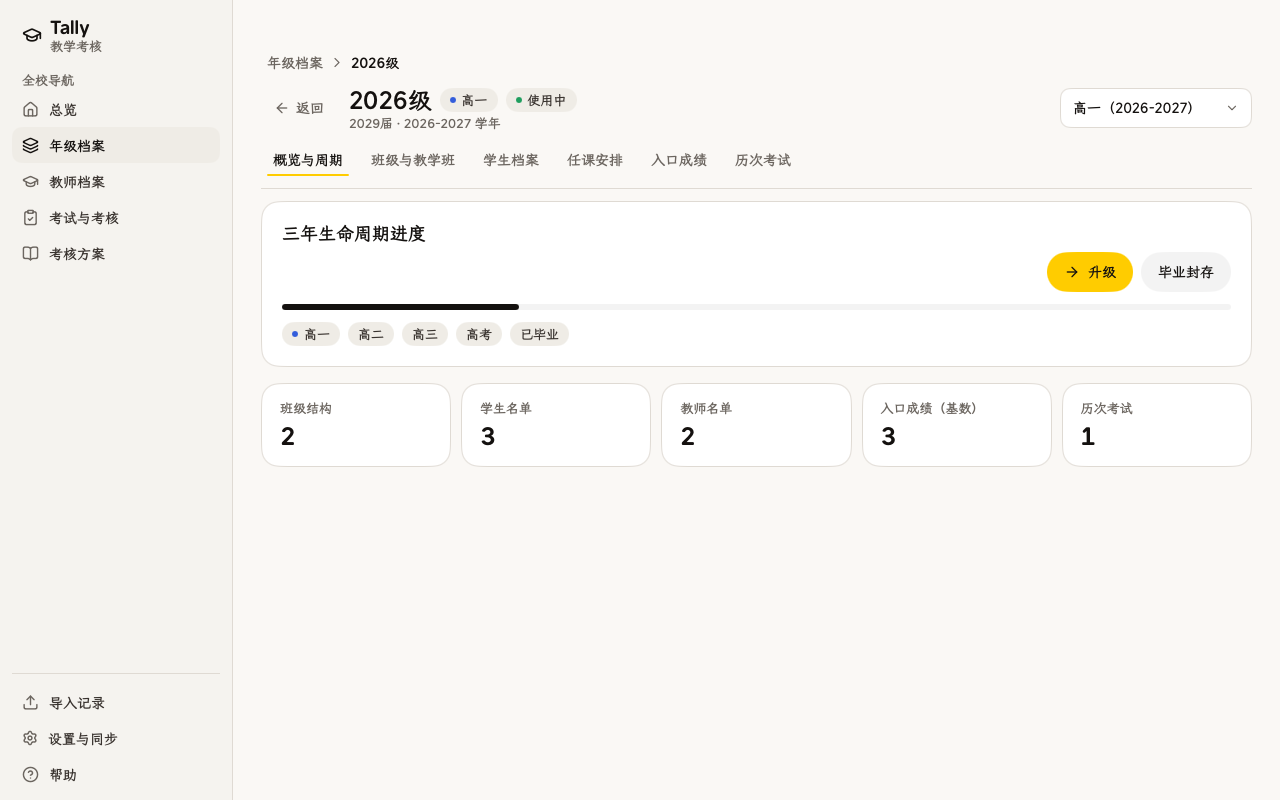 Tally
教学考核
全校导航
总览
年级档案
教师档案
考试与考核
考核方案
导入记录
设置与同步
帮助
年级档案 2026级
返回
2026级 高一 使用中
2029届 · 2026-2027 学年
高一（2026-2027）
概览与周期 班级与教学班 学生档案 任课安排 入口成绩 历次考试
三年生命周期进度
升级 毕业封存
高一 高二 高三 高考 已毕业
班级结构
2
学生名单
3
教师名单
2
入口成绩（基数）
3
历次考试
1